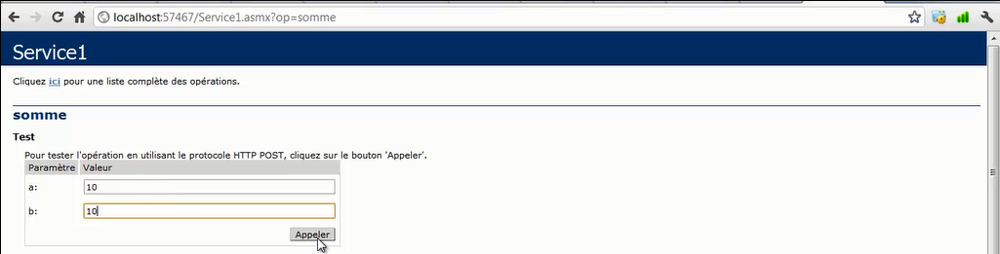 localhost:57467/Service1.asmx?op=somme
Service1
Cliquez ici pour une liste complète des opérations.
somme
Test
Pour tester l'opération en utilisant le protocole HTTP POST, cliquez sur le bouton 'Appeler'.
Paramètre Valeur
a: 10
b: 10
Appeler